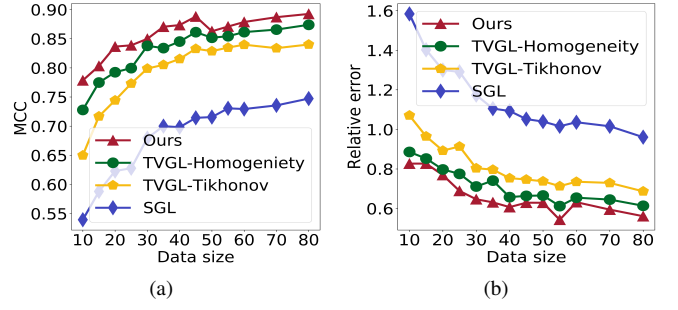 0.90
0.85
0.80
0.75
0.70
0.65
0.60
0.55
MCC
Ours
TVGL-Homogeniety
TVGL-Tikhonov
SGL
10 20 30 40 50 60 70 80
Data size
(a)
1.6
1.4
1.2
1.0
0.8
0.6
Relative error
Ours
TVGL-Homogeneity
TVGL-Tikhonov
SGL
10 20 30 40 50 60 70 80
Data size
(b)